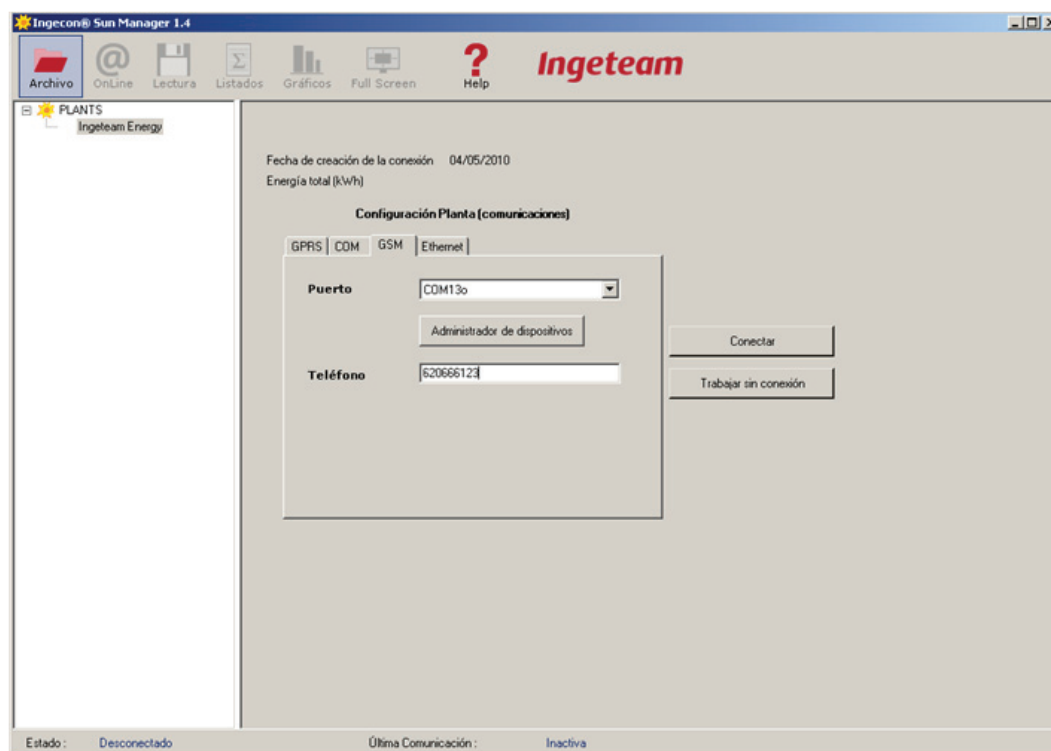 Ingecon® Sun Manager 1.4
Archivo OnLine Lectura Listados Gráficos Full Screen Help Ingeteam
PLANTS
Ingeteam Energy
Fecha de creación de la conexión 04/05/2010
Energía total (kWh)
Configuración Planta (comunicaciones)
GPRS COM GSM Ethernet
Puerto COM13o
Administrador de dispositivos
Conectar
Teléfono 620666123
Trabajar sin conexión
Estado : Desconectado Última Comunicación : Inactiva